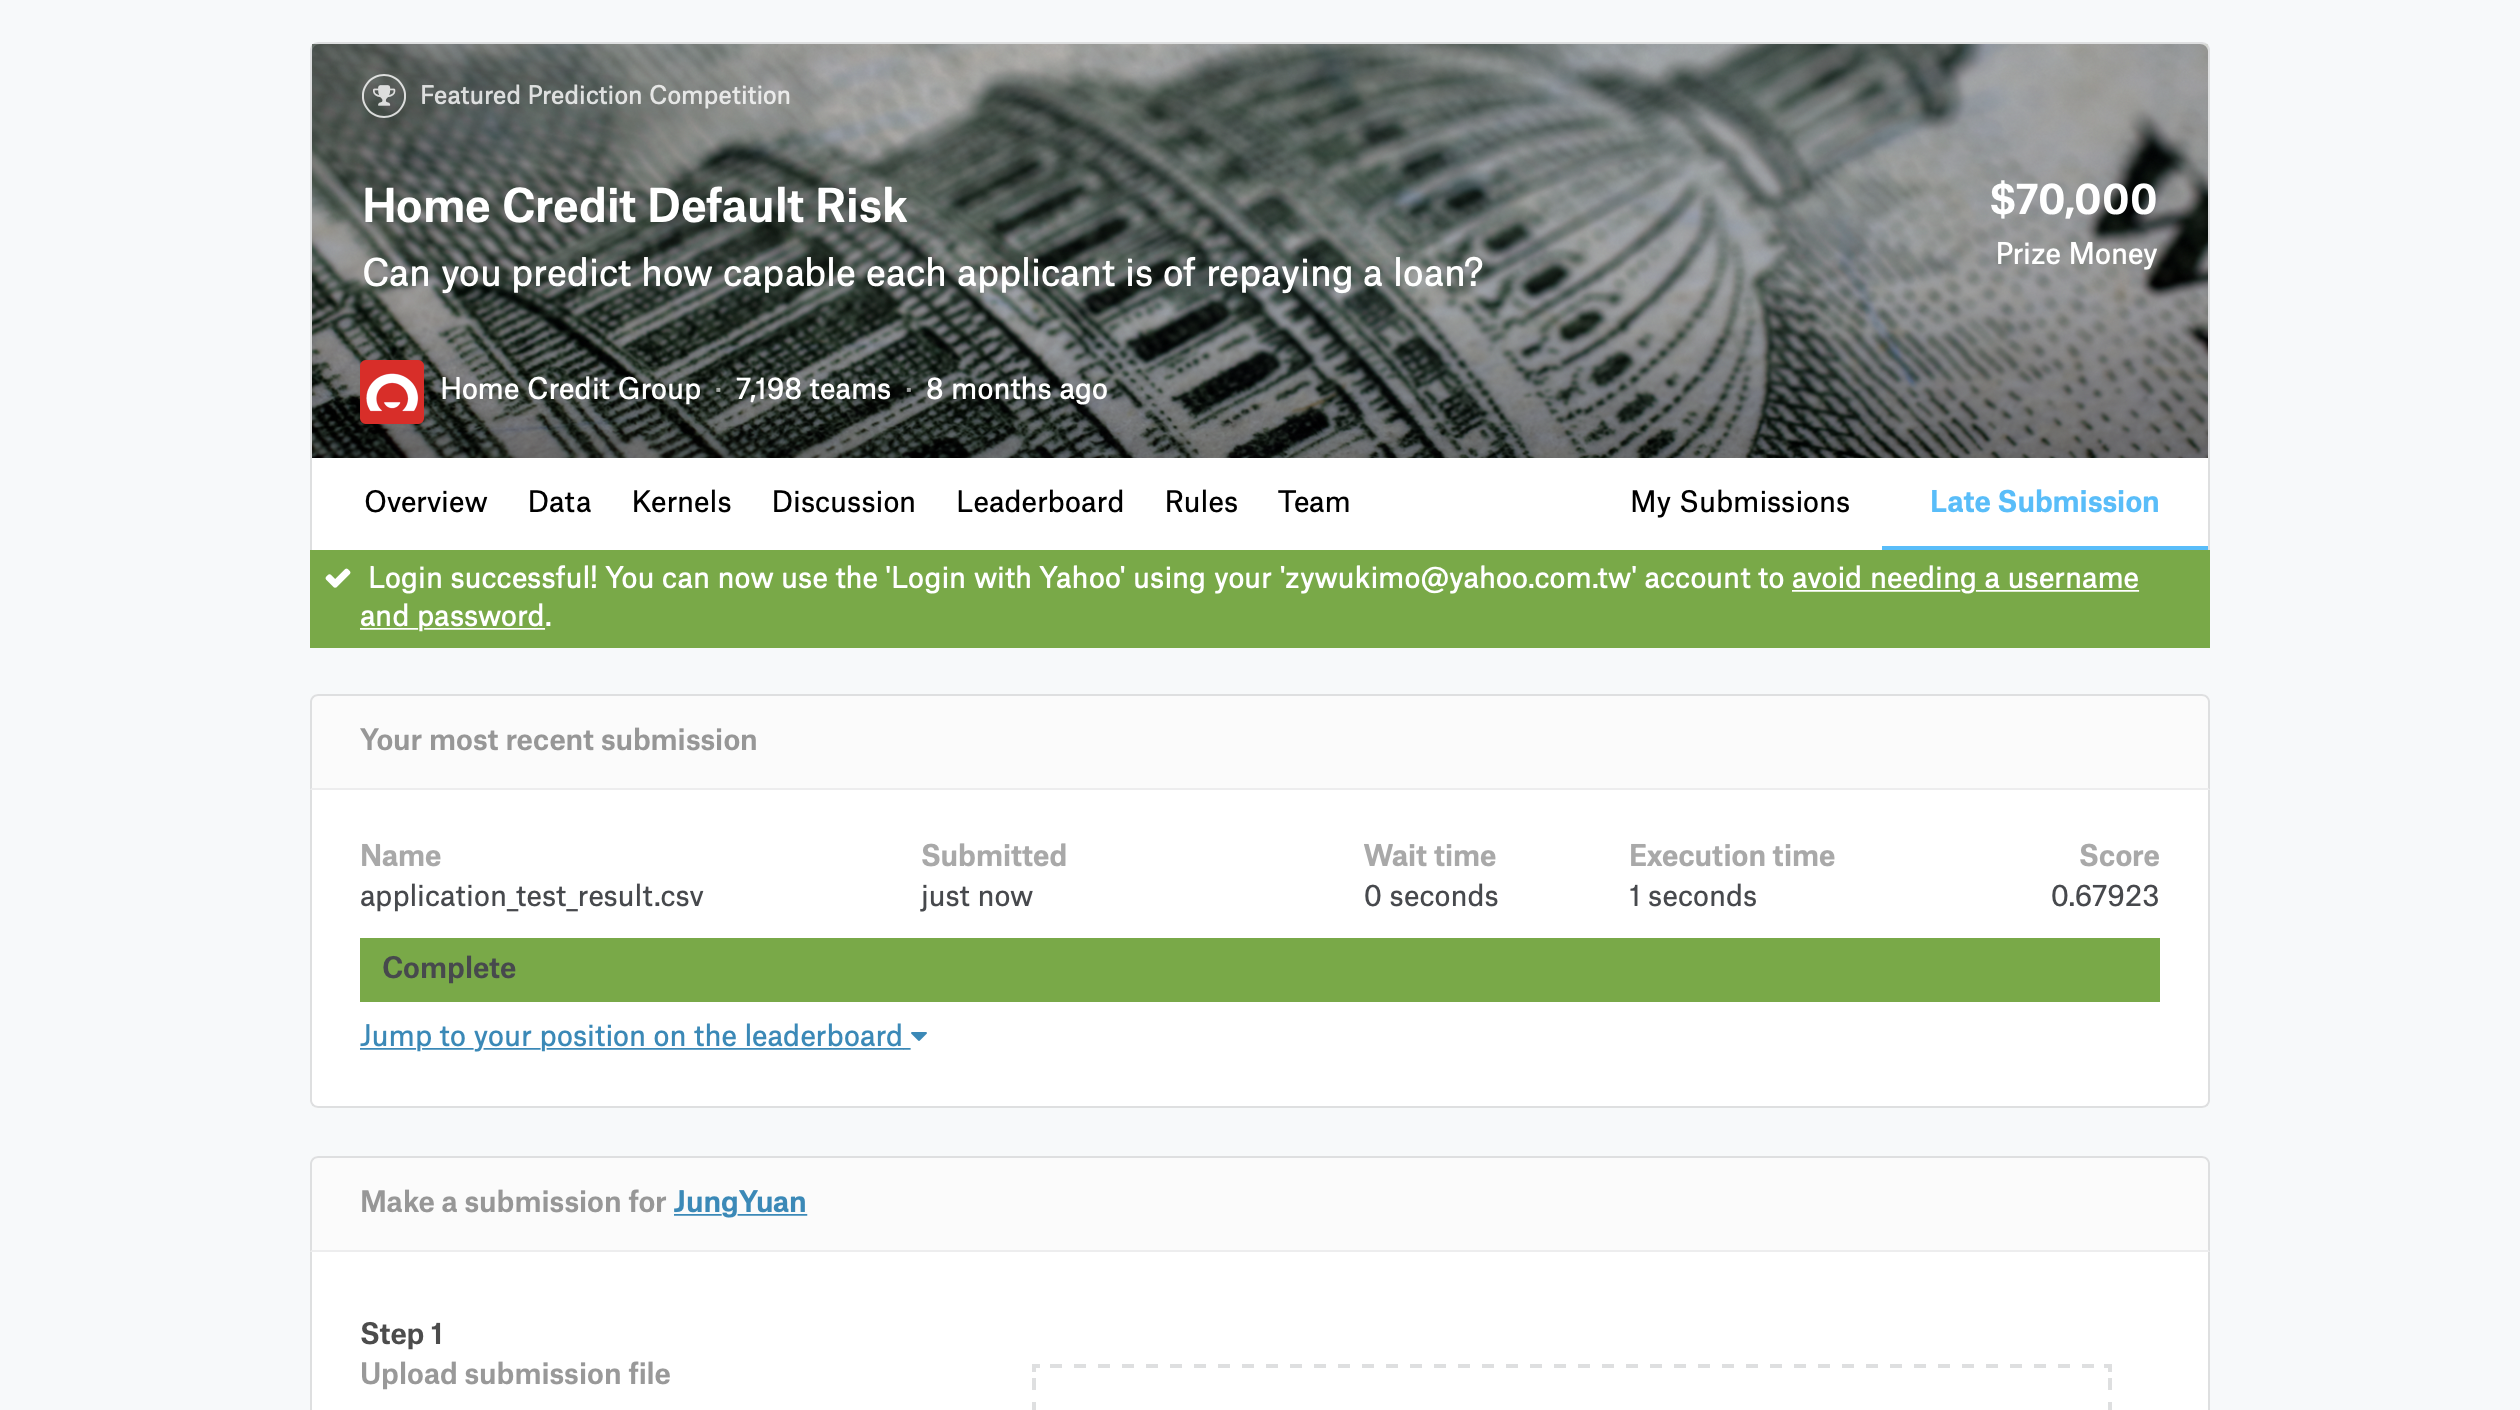 Featured Prediction Competition
Home Credit Default Risk
$70,000
Can you predict how capable each applicant is of repaying a loan?
Prize Money
Home Credit Group · 7,198 teams · 8 months ago
Overview Data Kernels Discussion Leaderboard Rules Team My Submissions Late Submission
Login successful! You can now use the 'Login with Yahoo' using your 'zywukimo@yahoo.com.tw' account to avoid needing a username
and password.
Your most recent submission
Name Submitted Wait time Execution time Score
application_test_result.csv just now 0 seconds 1 seconds 0.67923
Complete
Jump to your position on the leaderboard
Make a submission for JungYuan
Step 1
Upload submission file